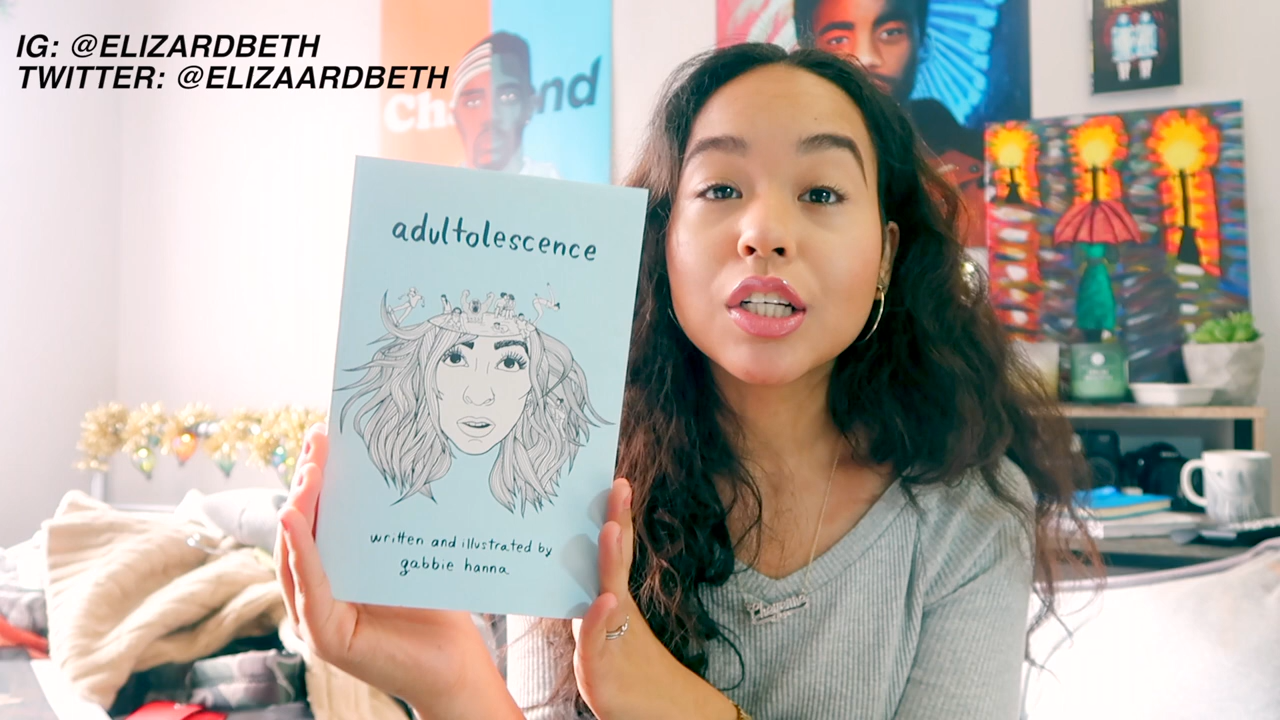 IG: @ELIZARDBETH
TWITTER: @ELIZAARDBETH
adultolescence
written and illustrated by
gabbie hanna